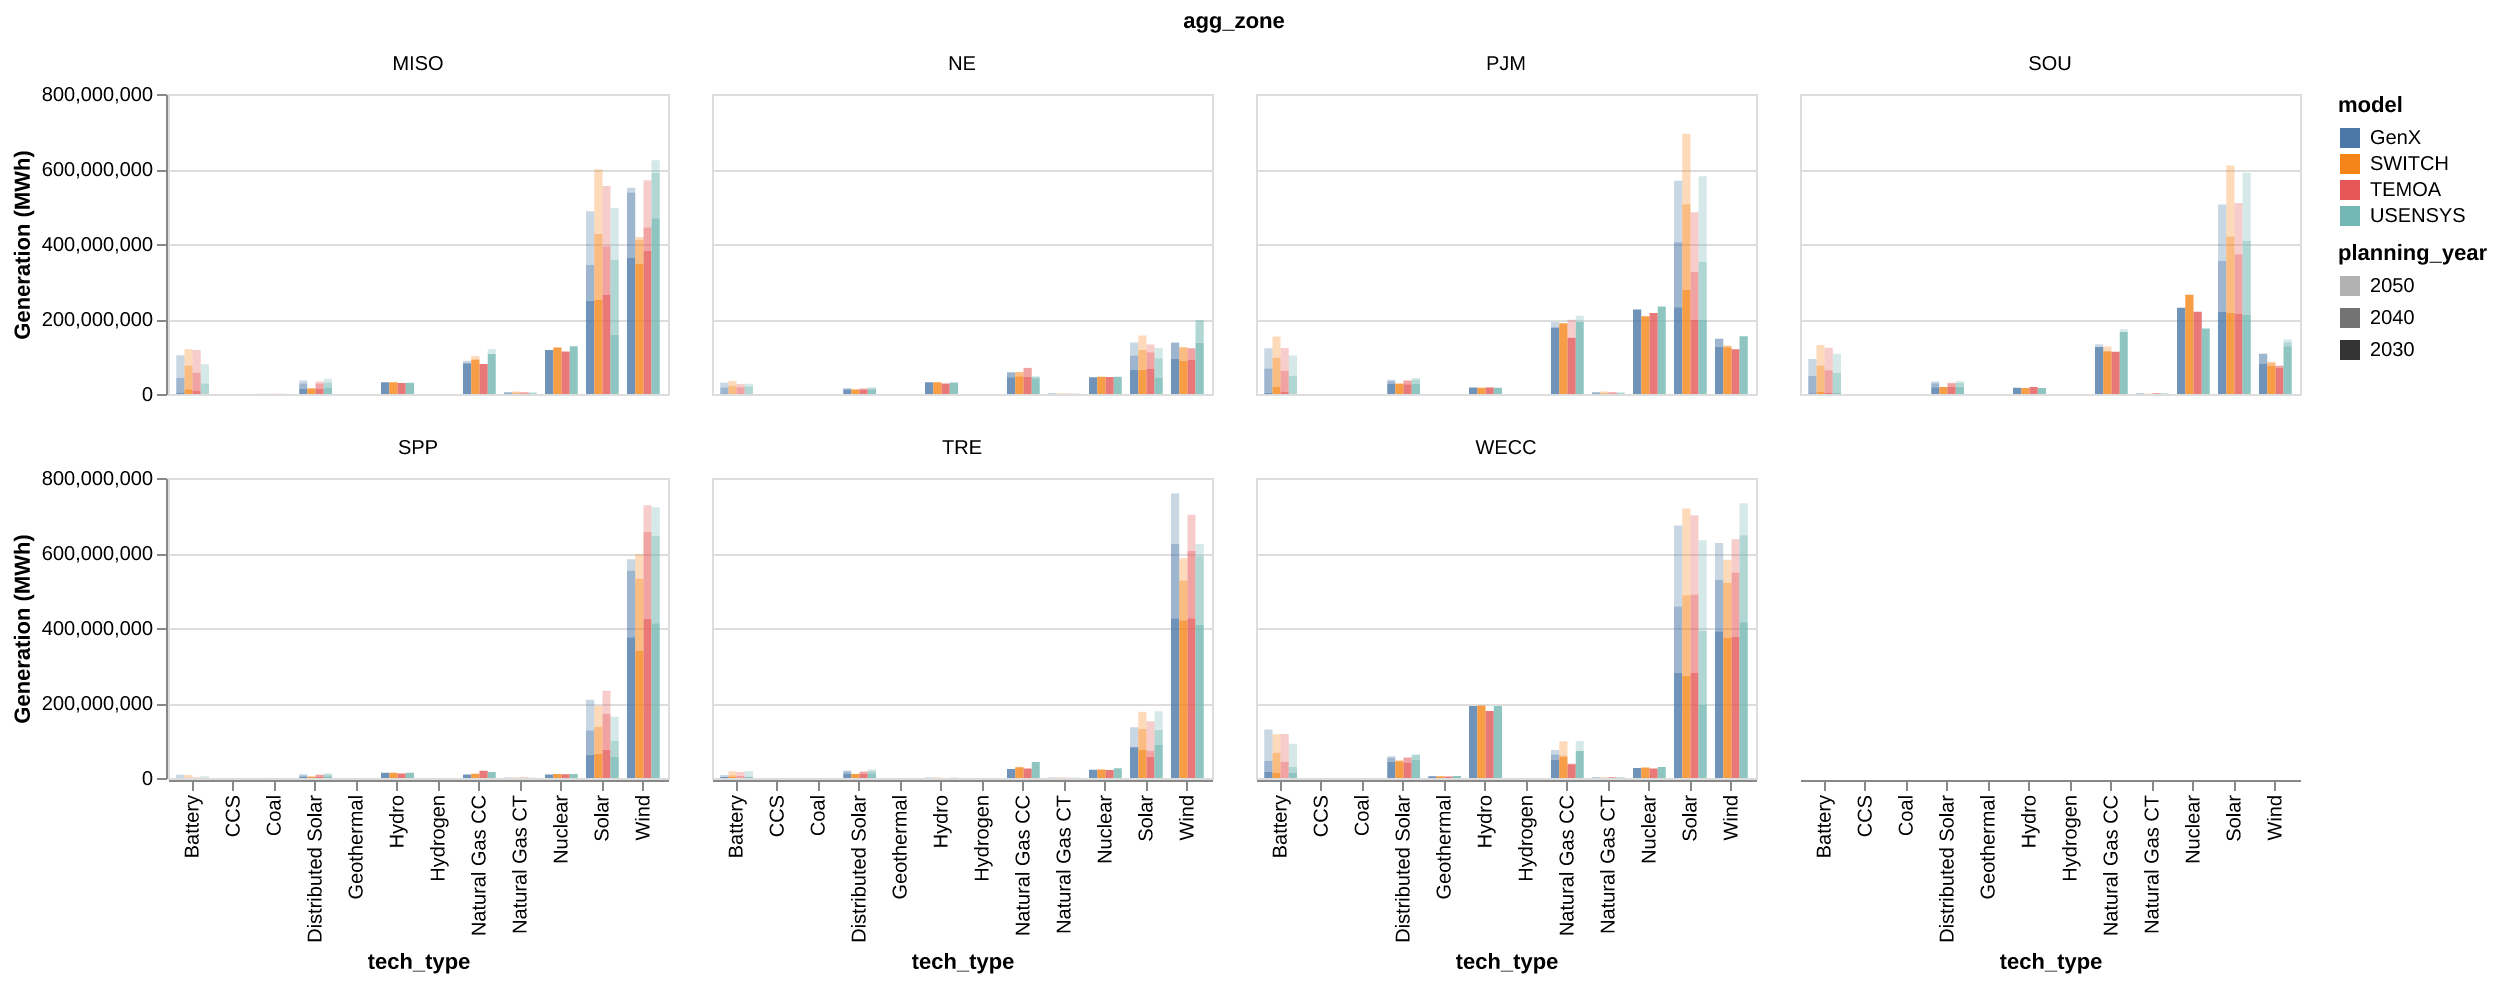 agg_zone
MISO
NE
PJM
SOU
800,000,000
600,000,000
400,000,000
200,000,000
0
Generation (MWh)
model
GenX
SWITCH
TEMOA
USENSYS
planning_year
2050
2040
2030
SPP
TRE
WECC
800,000,000
600,000,000
400,000,000
200,000,000
0
Generation (MWh)
Battery
CCS
Coal
Distributed Solar
Geothermal
Hydro
Hydrogen
Natural Gas CC
Natural Gas CT
Nuclear
Solar
Wind
tech_type
Battery
CCS
Coal
Distributed Solar
Geothermal
Hydro
Hydrogen
Natural Gas CC
Natural Gas CT
Nuclear
Solar
Wind
tech_type
Battery
CCS
Coal
Distributed Solar
Geothermal
Hydro
Hydrogen
Natural Gas CC
Natural Gas CT
Nuclear
Solar
Wind
tech_type
Battery
CCS
Coal
Distributed Solar
Geothermal
Hydro
Hydrogen
Natural Gas CC
Natural Gas CT
Nuclear
Solar
Wind
tech_type